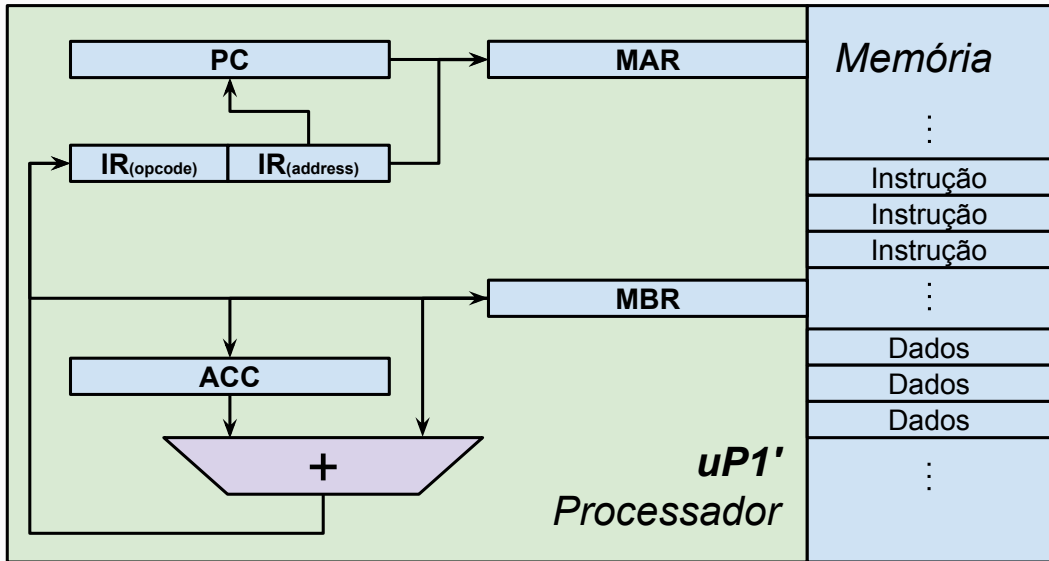 PC
MAR
Memória
IR(opcode)
IR(address)
Instrução
Instrução
Instrução
MBR
Dados
ACC
Dados
Dados
+
uP1'
Processador